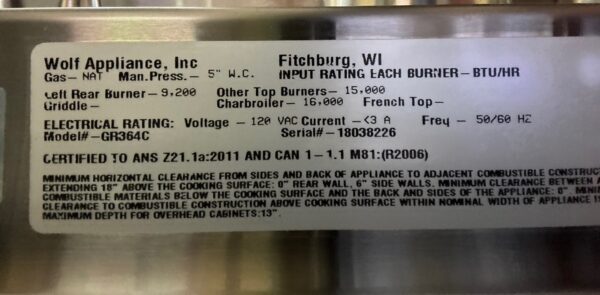 Wolf Appliance, Inc Fitchburg, WI
Gas— NAT Man.Press.— 5" W.C. INPUT RATING EACH BURNER—BTU/HR
Left Rear Burner— 9,200 Other Top Burners— 15,000
Griddle— Charbroiler— 16,000 French Top—
ELECTRICAL RATING: Voltage — 120 VAC Current —<3 A Freq — 50/60 HZ
Model#—GR364C Serial#— 18038226
CERTIFIED TO ANS Z21.1a:2011 AND CAN 1—1.1 M81:(R2006)
MINIMUM HORIZONTAL CLEARANCE FROM SIDES AND BACK OF APPLIANCE TO ADJACENT COMBUSTIBLE CONSTRUC
EXTENDING 18" ABOVE THE COOKING SURFACE: 0" REAR WALL, 6" SIDE WALLS. MINIMUM CLEARANCE BETWEEN A
COMBUSTIBLE MATERIALS BELOW THE COOKING SURFACE AND THE BACK AND SIDES OF THE APPLIANCE: 0" MINI
CLEARANCE TO COMBUSTIBLE CONSTRUCTION ABOVE COOKING SURFACE WITHIN NOMINAL WIDTH OF APPLIANCE IS
MAXIMUM DEPTH FOR OVERHEAD CABINETS:13".